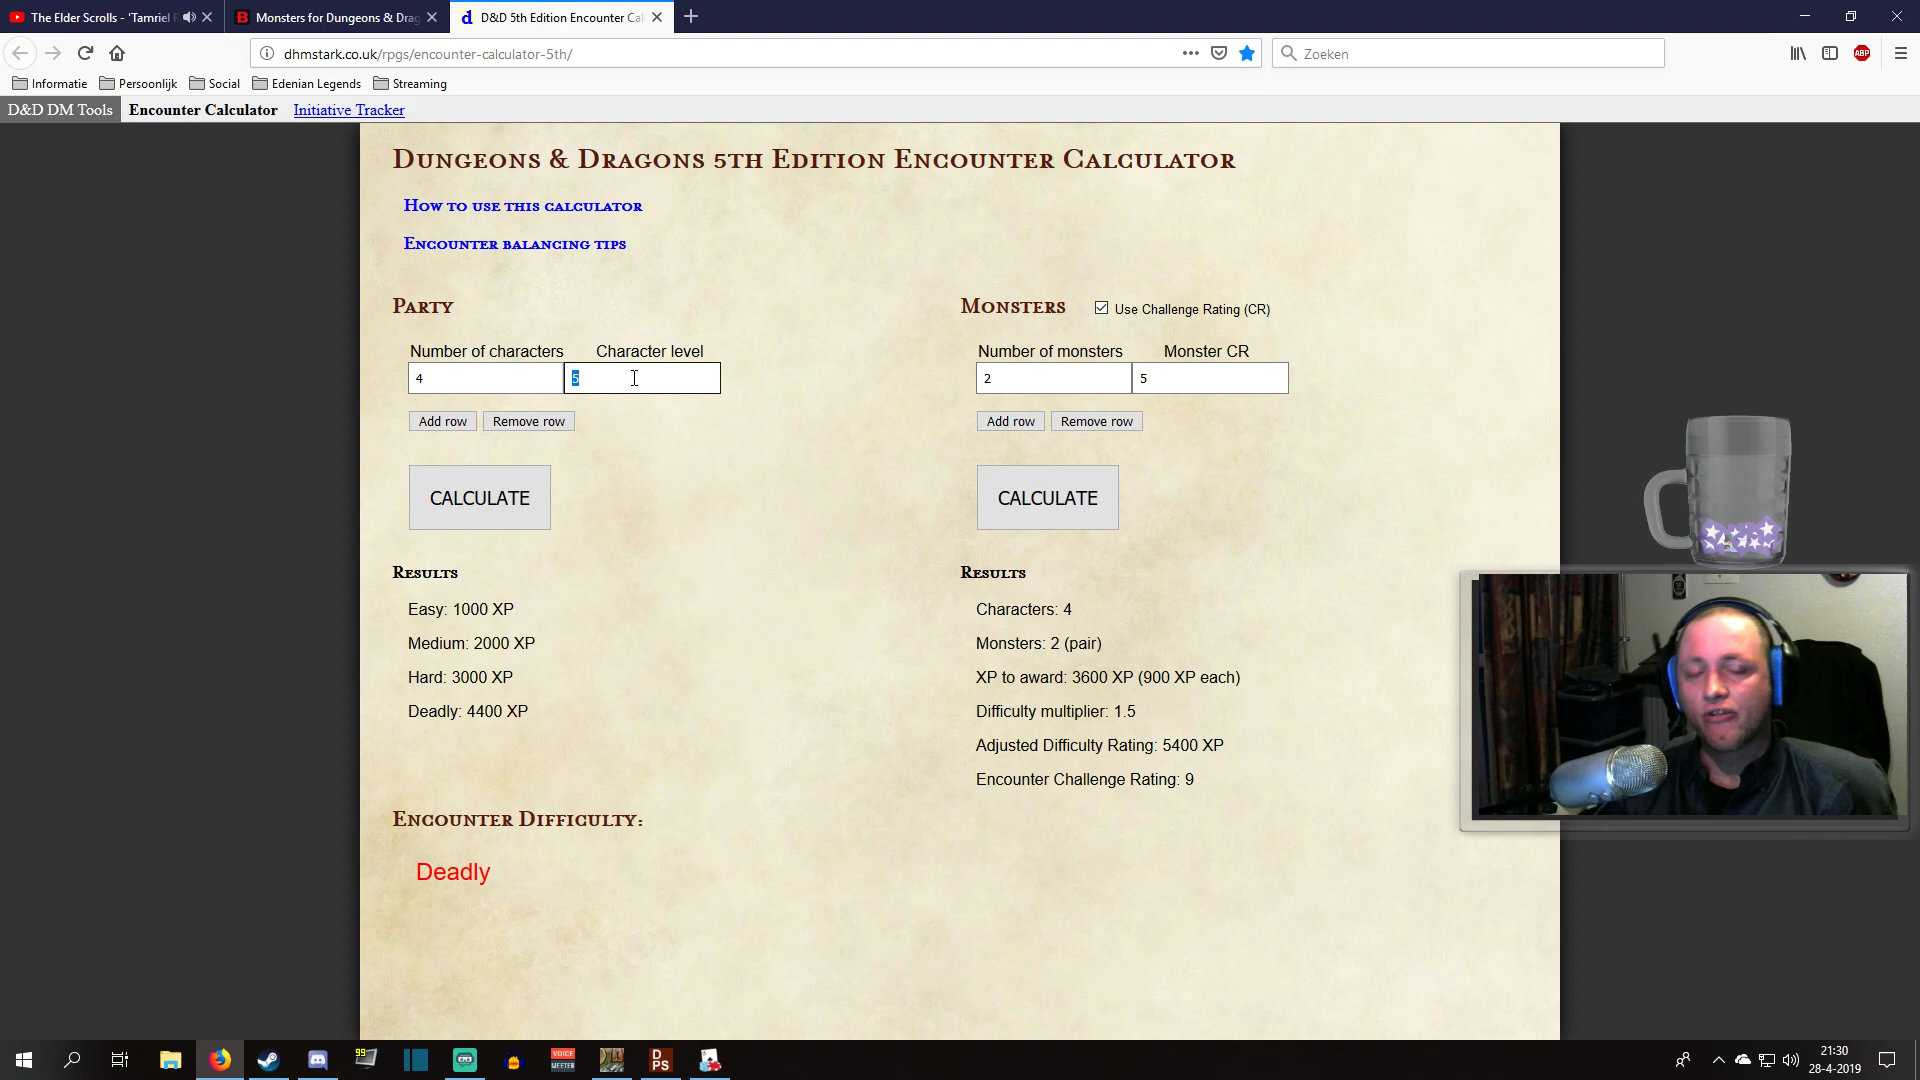 The Elder Scrolls - 'Tamriel
Monsters for Dungeons & Drag
D&D 5th Edition Encounter Cal
dhmstark.co.uk/rpgs/encounter-calculator-5th/
Zoeken
ABP
Informatie
Persoonlijk
Social
Edenian Legends
Streaming
D&D DM Tools
Encounter Calculator
Initiative Tracker
Dungeons & Dragons 5th Edition Encounter Calculator
How to use this calculator
Encounter balancing tips
Party
Number of characters
Character level
4
5
Add row
Remove row
CALCULATE
Results
Easy: 1000 XP
Medium: 2000 XP
Hard: 3000 XP
Deadly: 4400 XP
Monsters
Use Challenge Rating (CR)
Number of monsters
Monster CR
2
5
Add row
Remove row
CALCULATE
Results
Characters: 4
Monsters: 2 (pair)
XP to award: 3600 XP (900 XP each)
Difficulty multiplier: 1.5
Adjusted Difficulty Rating: 5400 XP
Encounter Challenge Rating: 9
Encounter Difficulty:
Deadly
99
VOICE
MEETER
D
PS
21:30
28-4-2019